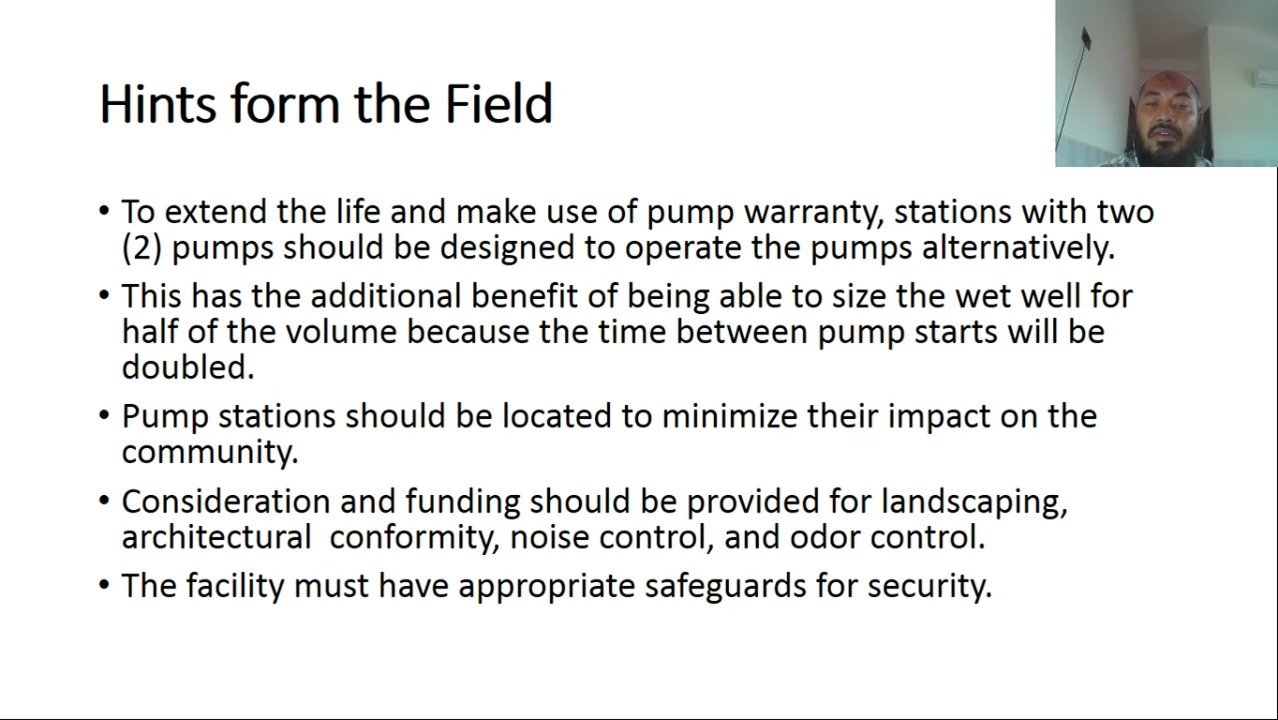 Hints form the Field
• To extend the life and make use of pump warranty, stations with two
(2) pumps should be designed to operate the pumps alternatively.
• This has the additional benefit of being able to size the wet well for
half of the volume because the time between pump starts will be
doubled.
• Pump stations should be located to minimize their impact on the
community.
• Consideration and funding should be provided for landscaping,
architectural  conformity, noise control, and odor control.
• The facility must have appropriate safeguards for security.